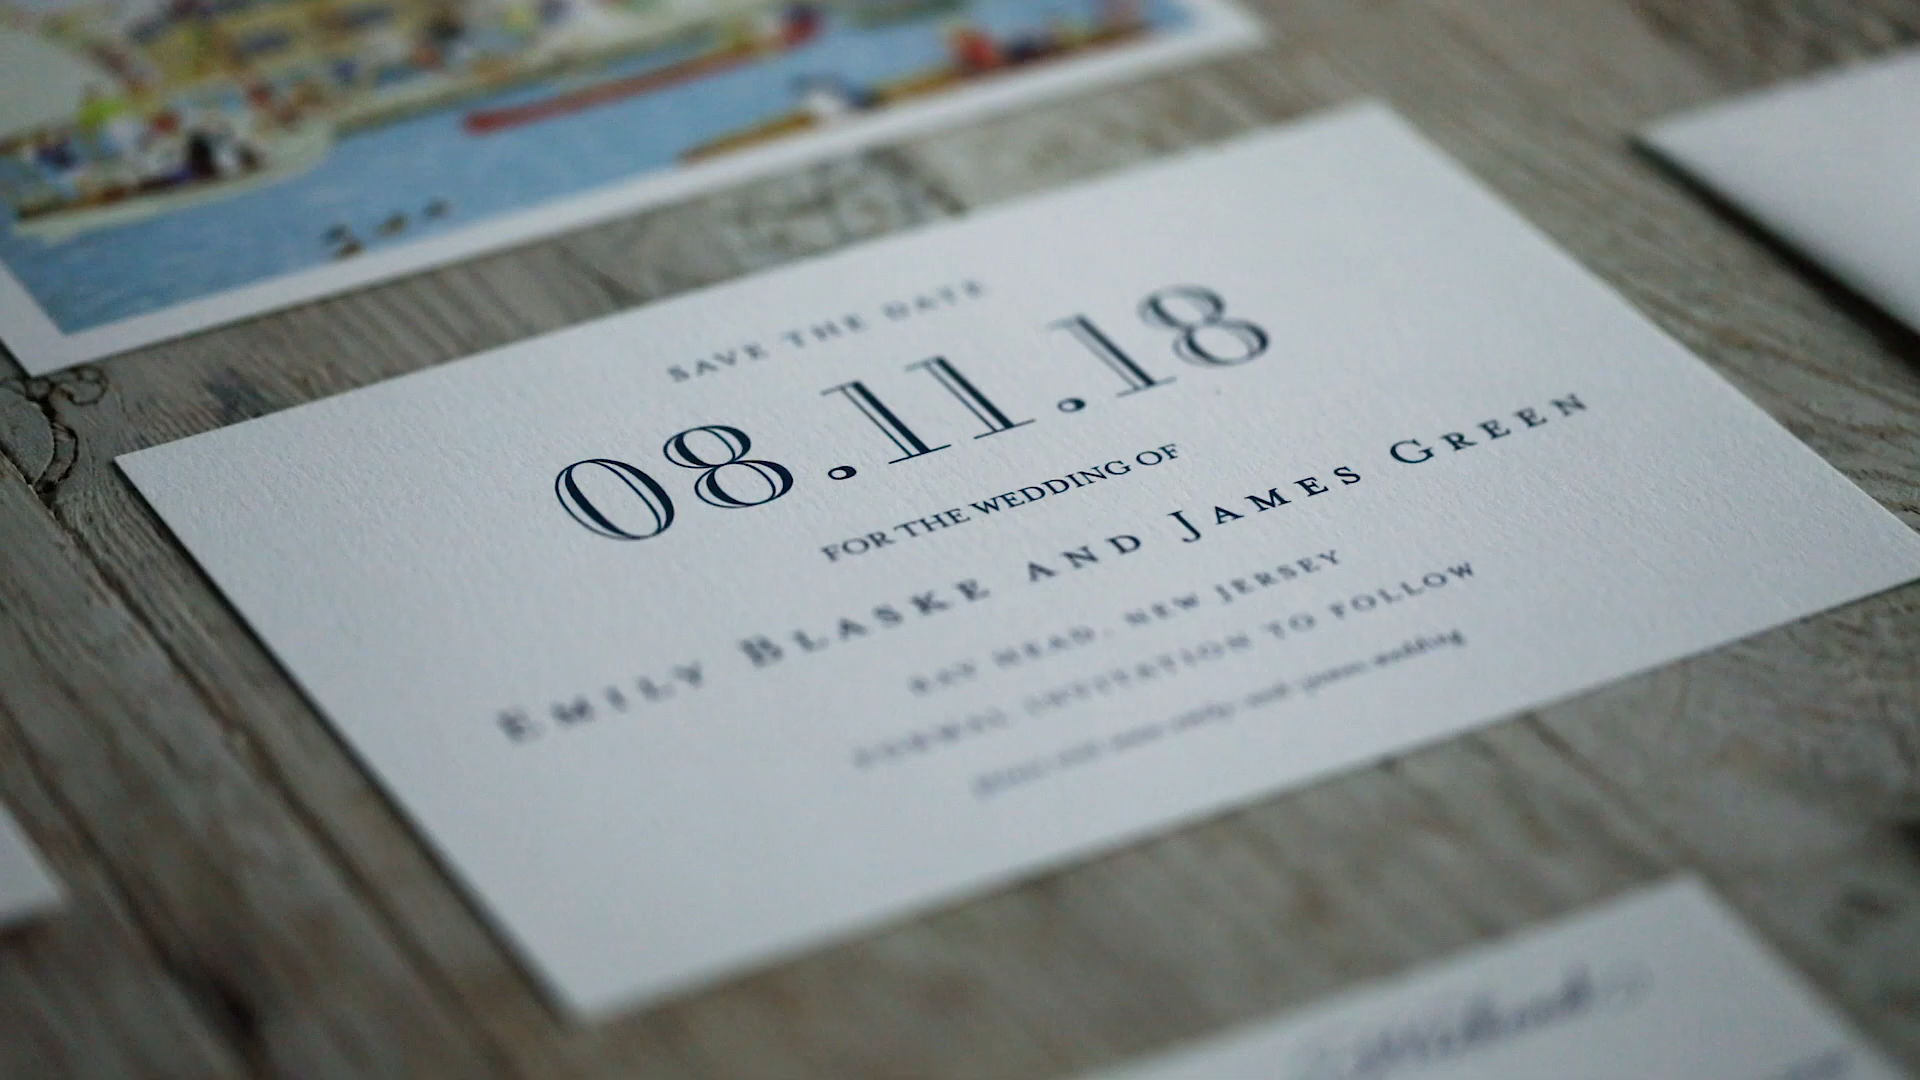 SAVE THE DATE
08.11.18
FOR THE WEDDING OF
EMILY BLASKE AND JAMES GREEN
BAY HEAD, NEW JERSEY
FORMAL INVITATION TO FOLLOW
wedding